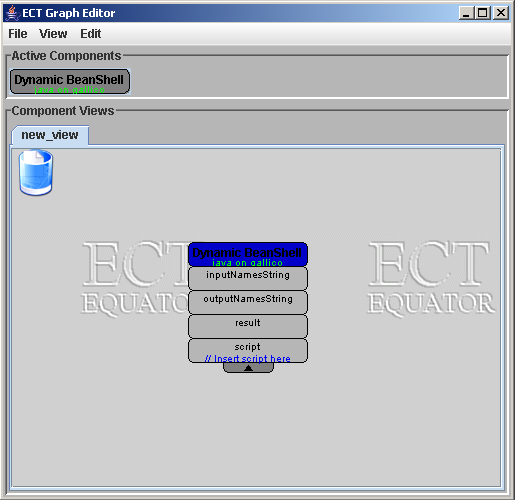 ECT Graph Editor
File View Edit
Active Components
Dynamic BeanShell
java on gallico
Component Views
new_view
ECT
EQUATOR
ECT
EQUATOR
Dynamic BeanShell
java on gallico
inputNamesString
outputNamesString
result
script
// Insert script here